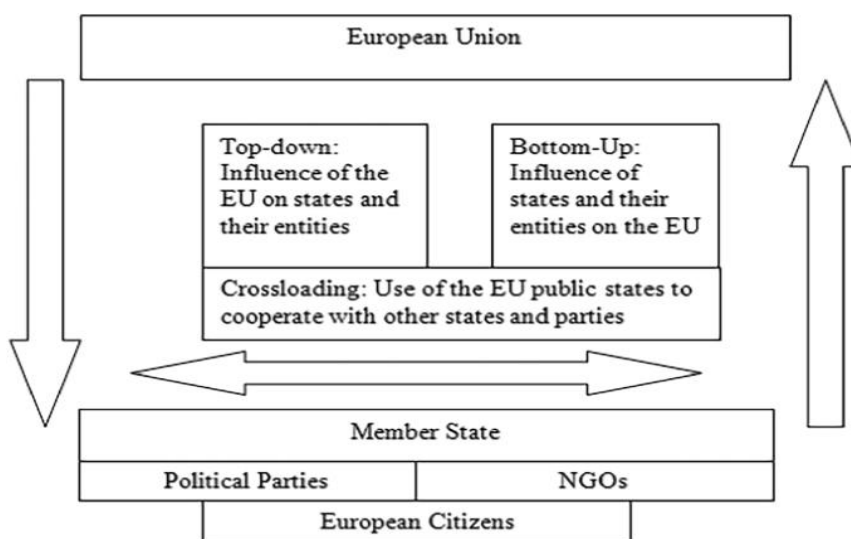 European Union
Top-down:
Influence of the
EU on states and
their entities
Bottom-Up:
Influence of
states and their
entities on the EU
Crossloading: Use of the EU public states to
cooperate with other states and parties
Member State
Political Parties
NGOs
European Citizens